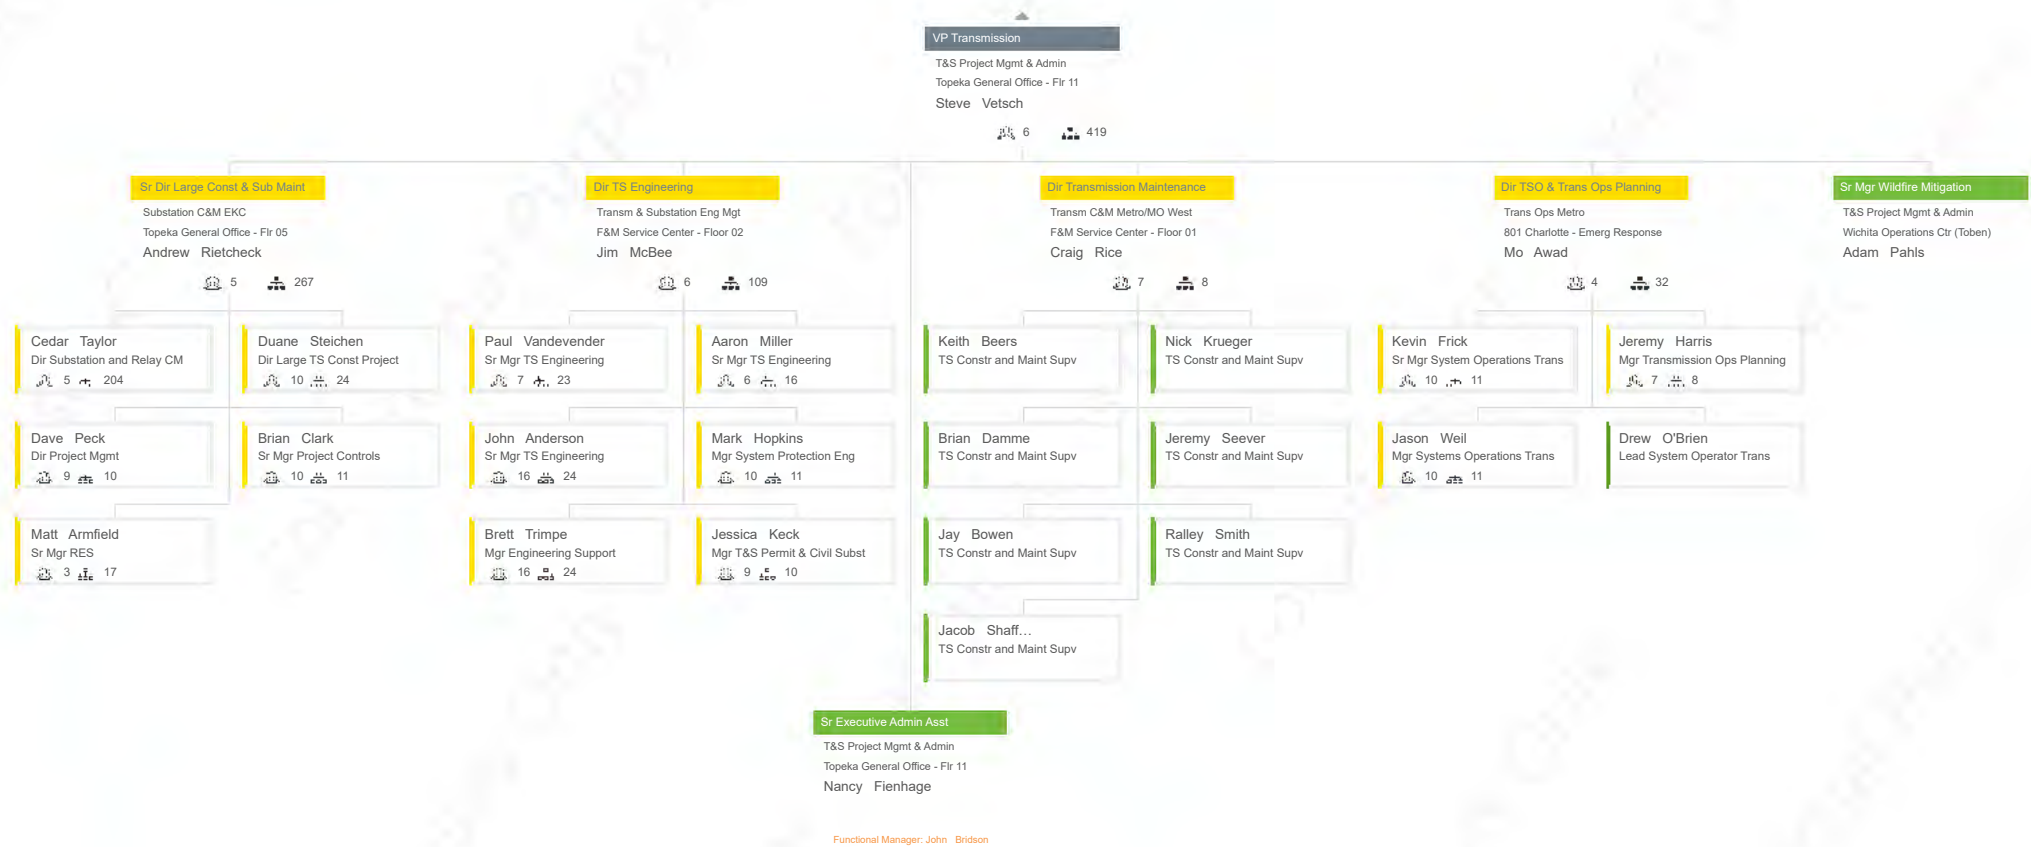 VP Transmission
T&S Project Mgmt & Admin
Topeka General Office - Flr 11
Steve Vetsch
6 419
Sr Dir Large Const & Sub Maint
Substation C&M EKC
Topeka General Office - Flr 05
Andrew Rietcheck
5 267
Cedar Taylor
Dir Substation and Relay CM
5 204
Duane Steichen
Dir Large TS Const Project
10 24
Dave Peck
Dir Project Mgmt
9 10
Brian Clark
Sr Mgr Project Controls
10 11
Matt Armfield
Sr Mgr RES
3 17
Dir TS Engineering
Transm & Substation Eng Mgt
F&M Service Center - Floor 02
Jim McBee
6 109
Paul Vandevender
Sr Mgr TS Engineering
7 23
Aaron Miller
Sr Mgr TS Engineering
6 16
John Anderson
Sr Mgr TS Engineering
16 24
Mark Hopkins
Mgr System Protection Eng
10 11
Brett Trimpe
Mgr Engineering Support
16 24
Jessica Keck
Mgr T&S Permit & Civil Subst
9 10
Dir Transmission Maintenance
Transm C&M Metro/MO West
F&M Service Center - Floor 01
Craig Rice
7 8
Keith Beers
TS Constr and Maint Supv
Nick Krueger
TS Constr and Maint Supv
Brian Damme
TS Constr and Maint Supv
Jeremy Seever
TS Constr and Maint Supv
Jay Bowen
TS Constr and Maint Supv
Ralley Smith
TS Constr and Maint Supv
Jacob Shaff...
TS Constr and Maint Supv
Dir TSO & Trans Ops Planning
Trans Ops Metro
801 Charlotte - Emerg Response
Mo Awad
4 32
Kevin Frick
Sr Mgr System Operations Trans
10 11
Jeremy Harris
Mgr Transmission Ops Planning
7 8
Jason Weil
Mgr Systems Operations Trans
10 11
Drew O'Brien
Lead System Operator Trans
Sr Mgr Wildfire Mitigation
T&S Project Mgmt & Admin
Wichita Operations Ctr (Toben)
Adam Pahls
Sr Executive Admin Asst
T&S Project Mgmt & Admin
Topeka General Office - Flr 11
Nancy Fienhage
Functional Manager: John Bridson